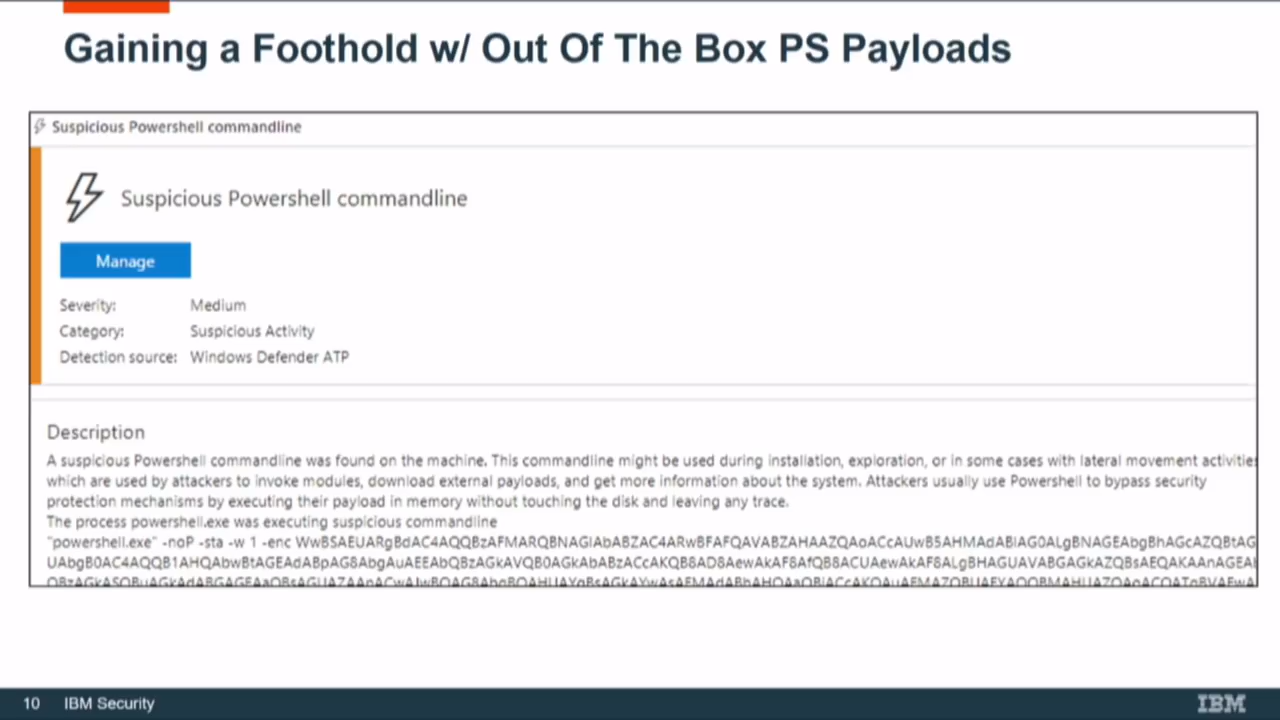 Gaining a Foothold w/ Out Of The Box PS Payloads
Suspicious Powershell commandline
Suspicious Powershell commandline
Manage
Severity: Medium
Category: Suspicious Activity
Detection source: Windows Defender ATP
Description
A suspicious Powershell commandline was found on the machine. This commandline might be used during installation, exploration, or in some cases with lateral movement activities
which are used by attackers to invoke modules, download external payloads, and get more information about the system. Attackers usually use Powershell to bypass security
protection mechanisms by executing their payload in memory without touching the disk and leaving any trace.
The process powershell.exe was executing suspicious commandline
"powershell.exe" -noP -sta -w 1 -enc
10 IBM Security
IBM